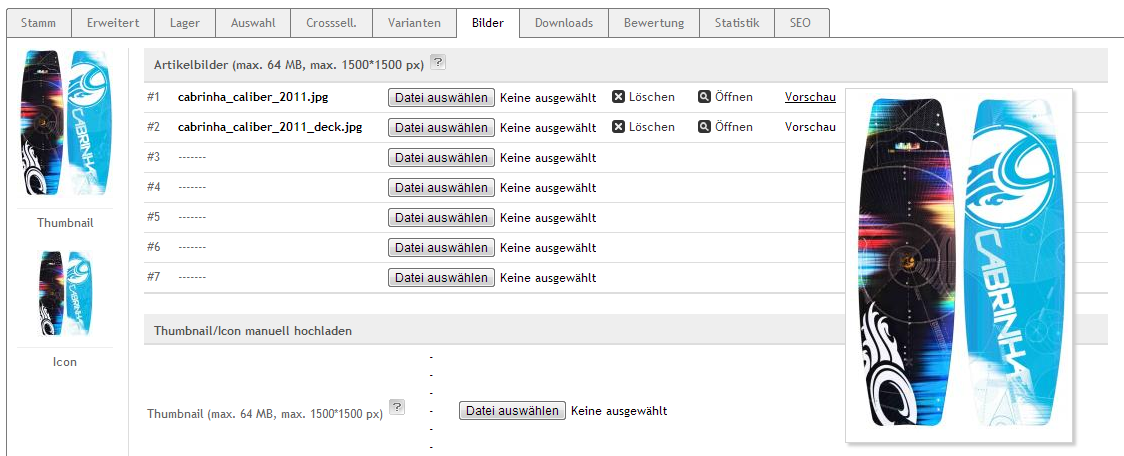 Stamm Erweitert Lager Auswahl Crosssell. Varianten Bilder Downloads Bewertung Statistik SEO
Artikelbilder (max. 64 MB, max. 1500*1500 px) ?
#1 cabrinha_caliber_2011.jpg Datei auswählen Keine ausgewählt Löschen Öffnen Vorschau
#2 cabrinha_caliber_2011_deck.jpg Datei auswählen Keine ausgewählt Löschen Öffnen Vorschau
#3 ------- Datei auswählen Keine ausgewählt
#4 ------- Datei auswählen Keine ausgewählt
#5 ------- Datei auswählen Keine ausgewählt
#6 ------- Datei auswählen Keine ausgewählt
#7 ------- Datei auswählen Keine ausgewählt
CABRINHA
Thumbnail
CABRINHA
Icon
Thumbnail/Icon manuell hochladen
-
-
-
Thumbnail (max. 64 MB, max. 1500*1500 px) ? - Datei auswählen Keine ausgewählt
-
-